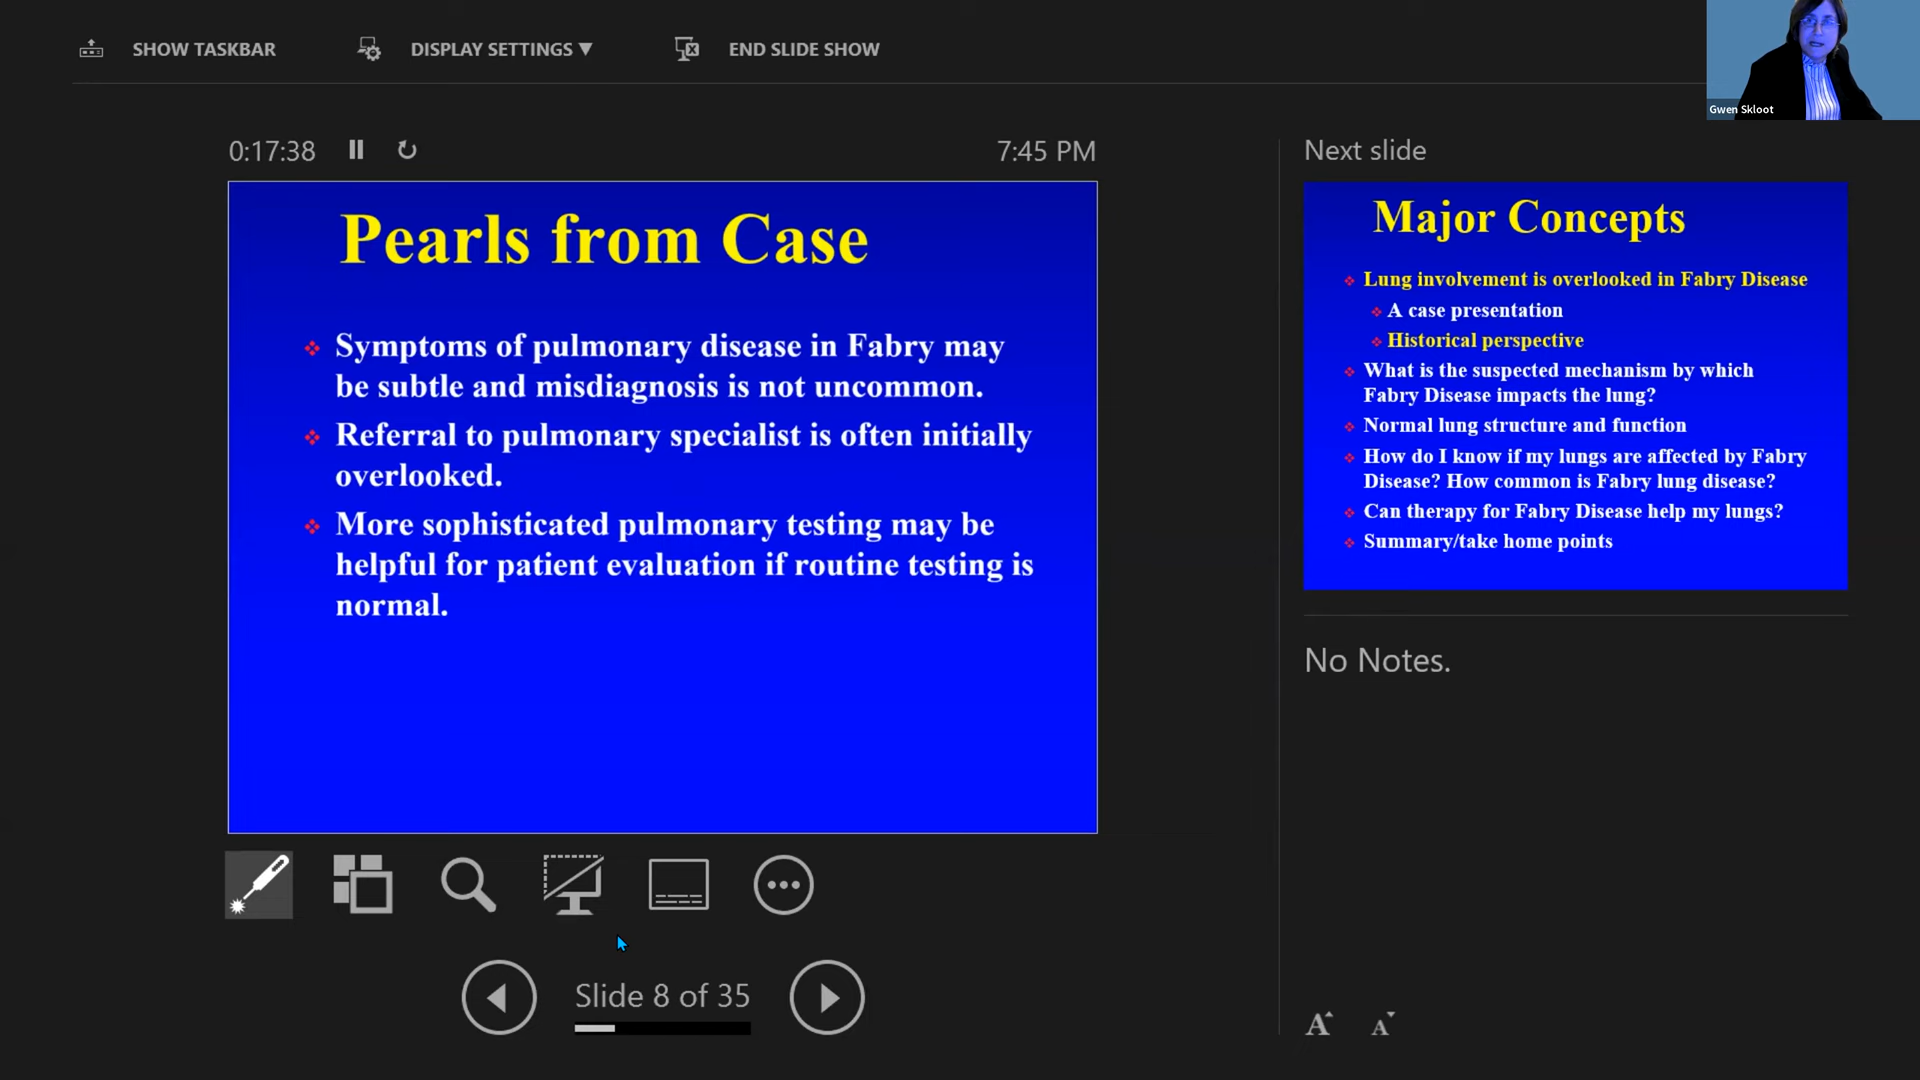 SHOW TASKBAR
DISPLAY SETTINGS ▼
END SLIDE SHOW
Gwen Skloot
0:17:38
7:45 PM
Pearls from Case
❖ Symptoms of pulmonary disease in Fabry may
be subtle and misdiagnosis is not uncommon.
❖ Referral to pulmonary specialist is often initially
overlooked.
❖ More sophisticated pulmonary testing may be
helpful for patient evaluation if routine testing is
normal.
Slide 8 of 35
Next slide
Major Concepts
❖ Lung involvement is overlooked in Fabry Disease
❖ A case presentation
❖ Historical perspective
❖ What is the suspected mechanism by which
Fabry Disease impacts the lung?
❖ Normal lung structure and function
❖ How do I know if my lungs are affected by Fabry
Disease? How common is Fabry lung disease?
❖ Can therapy for Fabry Disease help my lungs?
❖ Summary/take home points
No Notes.
A A